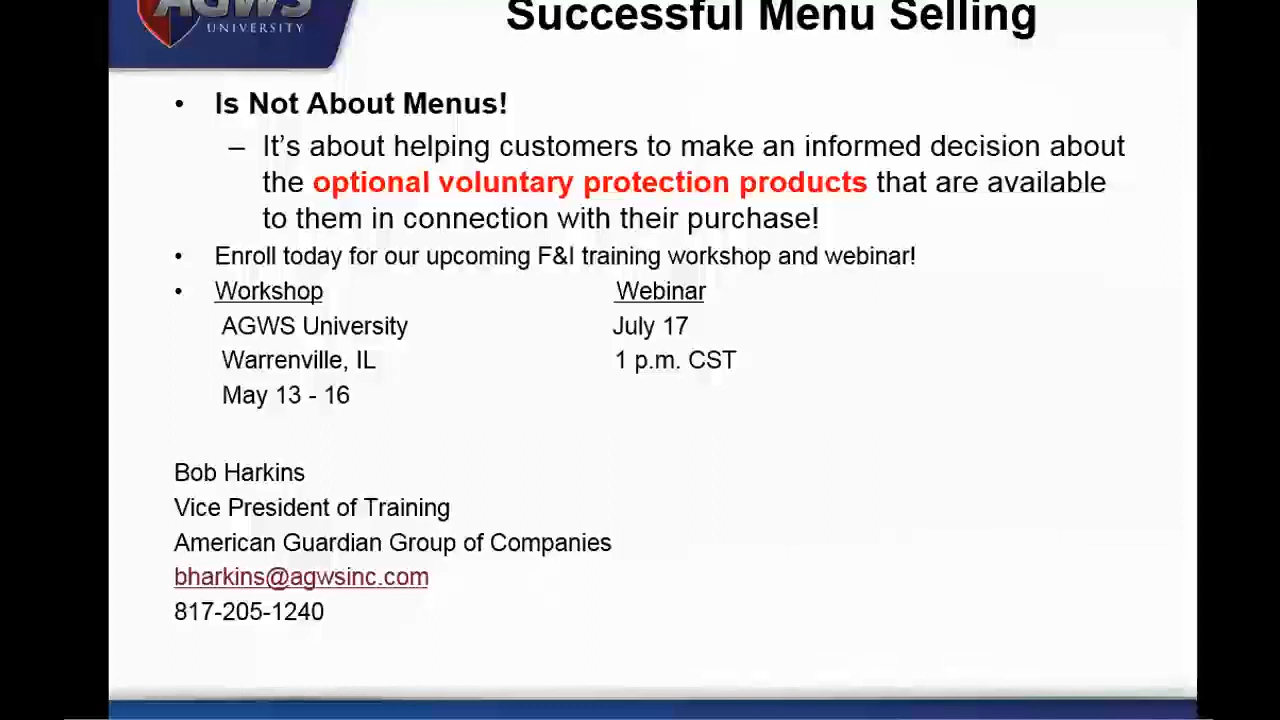 AGWS
UNIVERSITY
Successful Menu Selling
• Is Not About Menus!
– It’s about helping customers to make an informed decision about
the optional voluntary protection products that are available
to them in connection with their purchase!
• Enroll today for our upcoming F&I training workshop and webinar!
• Workshop Webinar
AGWS University July 17
Warrenville, IL 1 p.m. CST
May 13 - 16
Bob Harkins
Vice President of Training
American Guardian Group of Companies
bharkins@agwsinc.com
817-205-1240